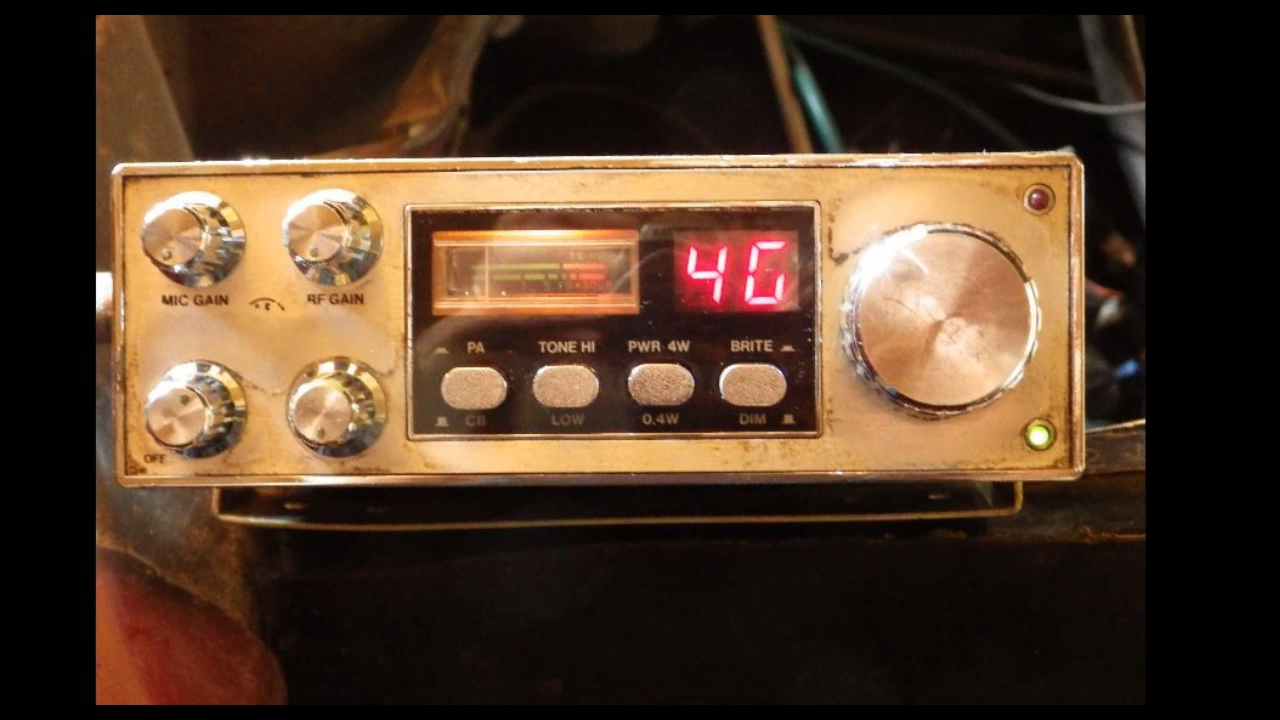 MIC GAIN
RF GAIN
OFF
46
PA
TONE HI
PWR 4W
BRITE
CB
LOW
0.4W
DIM